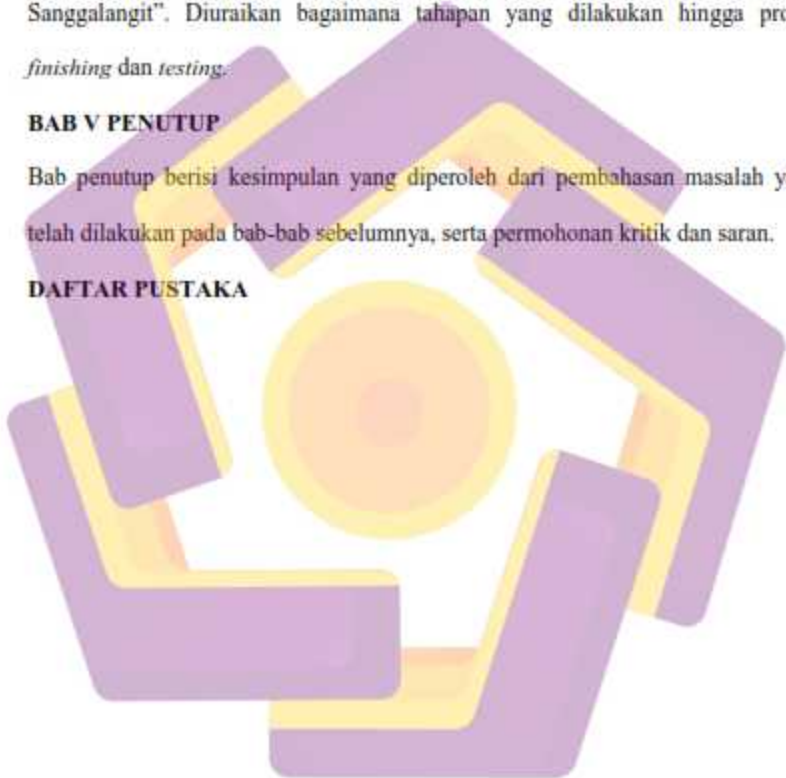 Sanggalangit”. Diuraikan bagaimana tahapan yang dilakukan hingga pro
finishing dan testing.
BAB V PENUTUP
Bab penutup berisi kesimpulan yang diperoleh dari pembahasan masalah y
telah dilakukan pada bab-bab sebelumnya, serta permohonan kritik dan saran.
DAFTAR PUSTAKA